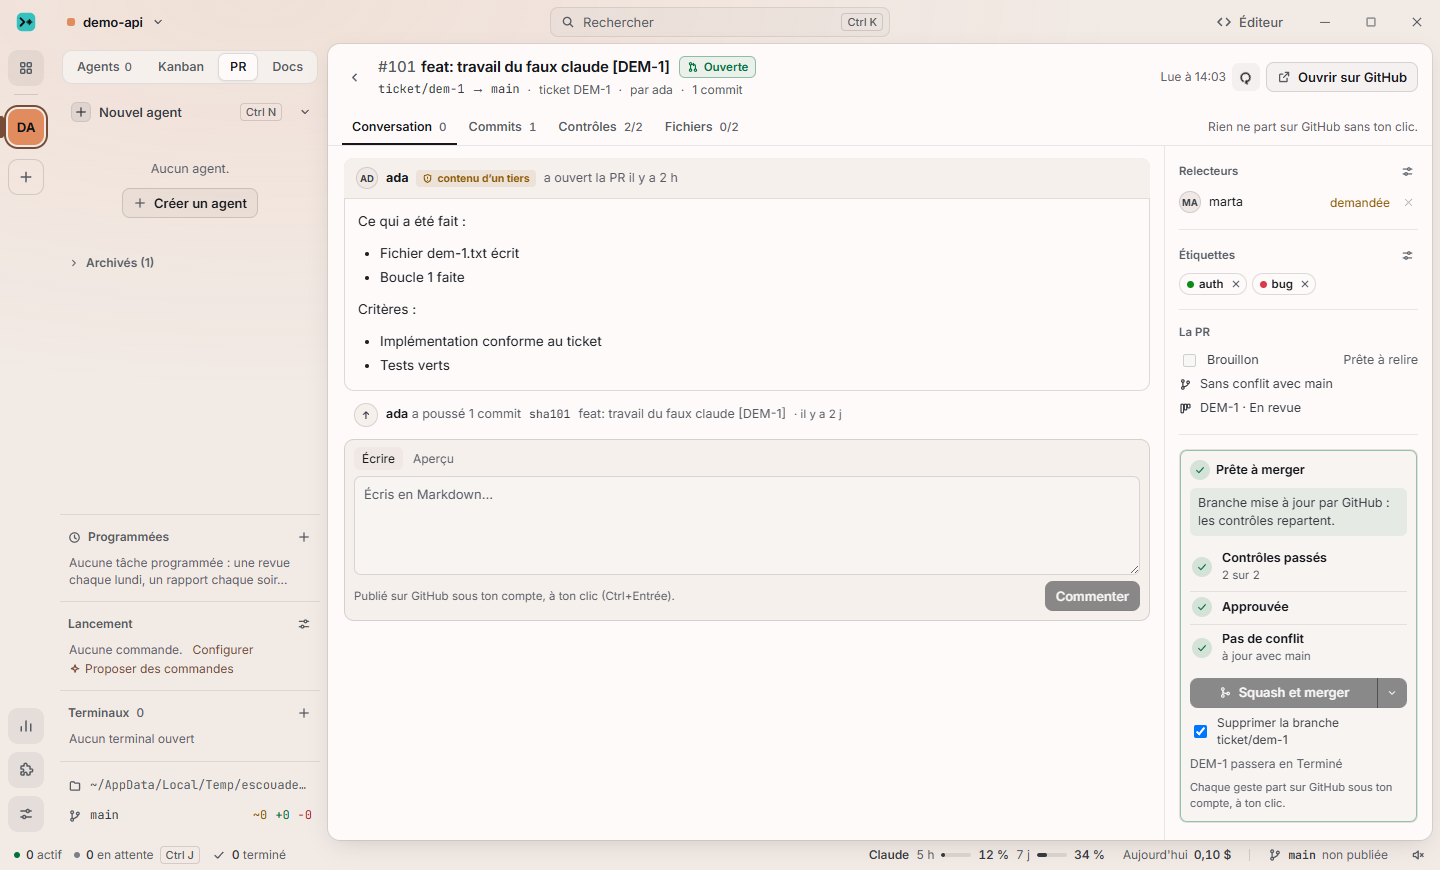 demo-api
Rechercher
Ctrl K
Éditeur
Agents 0
Kanban
PR
Docs
DA
Nouvel agent
Ctrl N
Aucun agent.
Créer un agent
Archivés (1)
Programmées
Aucune tâche programmée : une revue
chaque lundi, un rapport chaque soir…
Lancement
Aucune commande. Configurer
Proposer des commandes
Terminaux 0
Aucun terminal ouvert
~/AppData/Local/Temp/escouade…
main ~0 +0 -0
#101 feat: travail du faux claude [DEM-1]
Ouverte
ticket/dem-1 → main · ticket DEM-1 · par ada · 1 commit
Lue à 14:03
Ouvrir sur GitHub
Conversation 0
Commits 1
Contrôles 2/2
Fichiers 0/2
Rien ne part sur GitHub sans ton clic.
AD ada contenu d'un tiers a ouvert la PR il y a 2 h
Ce qui a été fait :
• Fichier dem-1.txt écrit
• Boucle 1 faite
Critères :
• Implémentation conforme au ticket
• Tests verts
ada a poussé 1 commit sha101 feat: travail du faux claude [DEM-1] · il y a 2 j
Écrire
Aperçu
Écris en Markdown…
Publié sur GitHub sous ton compte, à ton clic (Ctrl+Entrée).
Commenter
Relecteurs
MA marta demandée
Étiquettes
auth
bug
La PR
Brouillon Prête à relire
Sans conflit avec main
DEM-1 · En revue
Prête à merger
Branche mise à jour par GitHub :
les contrôles repartent.
Contrôles passés
2 sur 2
Approuvée
Pas de conflit
à jour avec main
Squash et merger
Supprimer la branche
ticket/dem-1
DEM-1 passera en Terminé
Chaque geste part sur GitHub sous ton
compte, à ton clic.
0 actif
0 en attente
Ctrl J
0 terminé
Claude 5 h 12 % 7 j 34 %
Aujourd'hui 0,10 $
main non publiée